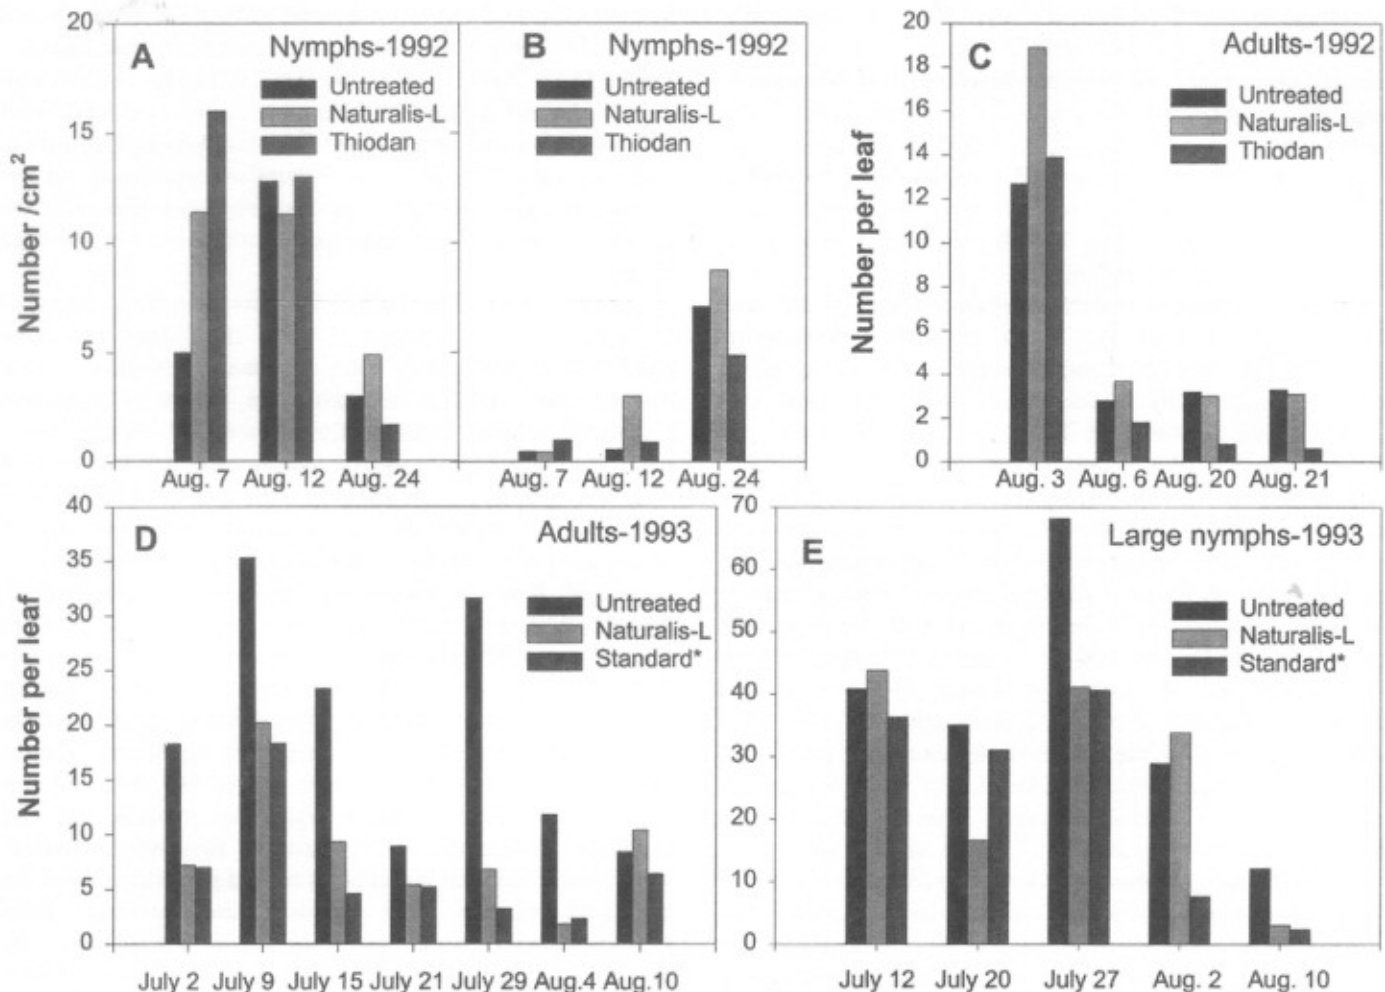 A
Nymphs-1992
Untreated
Naturalis-L
Thiodan
Number /cm²
20
15
10
5
0
Aug. 7 Aug. 12 Aug. 24
B
Nymphs-1992
Untreated
Naturalis-L
Thiodan
Aug. 7 Aug. 12 Aug. 24
C
Adults-1992
Untreated
Naturalis-L
Thiodan
Number per leaf
20
18
16
14
12
10
8
6
4
2
0
Aug. 3 Aug. 6 Aug. 20 Aug. 21
D
Adults-1993
Untreated
Naturalis-L
Standard*
Number per leaf
40
35
30
25
20
15
10
5
0
July 2 July 9 July 15 July 21 July 29 Aug.4 Aug.10
E
Large nymphs-1993
Untreated
Naturalis-L
Standard*
70
60
50
40
30
20
10
0
July 12 July 20 July 27 Aug. 2 Aug. 10